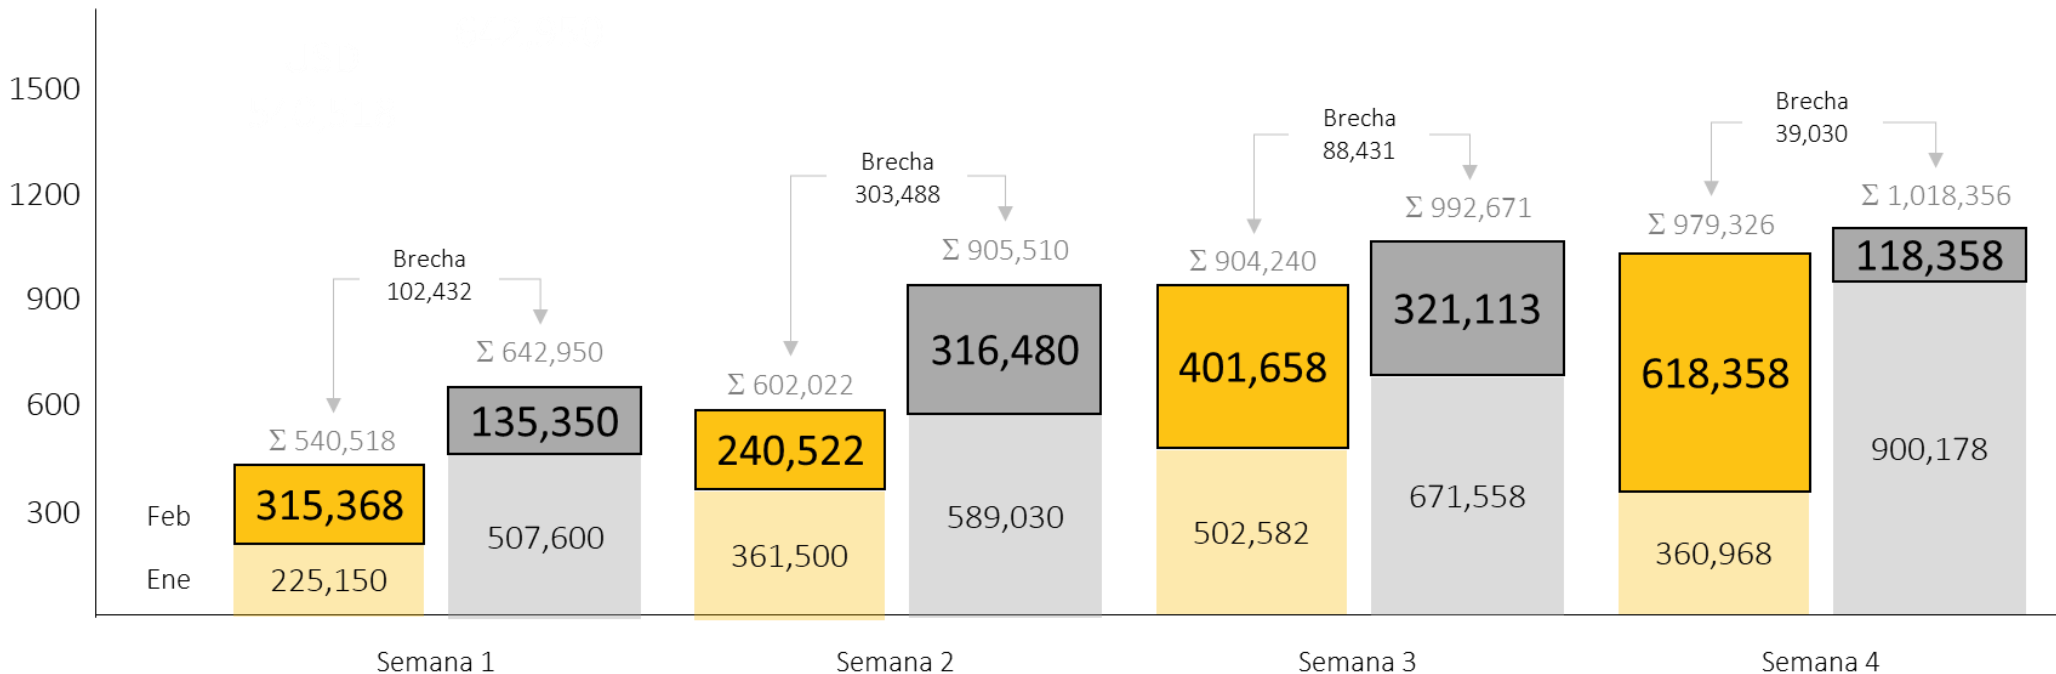 1500
1200
900
600
300
Feb
Ene
Brecha
102,432
Σ 540,518
315,368
225,150
Σ 642,950
135,350
507,600
Semana 1
Brecha
303,488
Σ 602,022
240,522
361,500
Σ 905,510
316,480
589,030
Semana 2
Brecha
88,431
Σ 904,240
401,658
502,582
Σ 992,671
321,113
671,558
Semana 3
Brecha
39,030
Σ 979,326
618,358
360,968
Σ 1,018,356
118,358
900,178
Semana 4